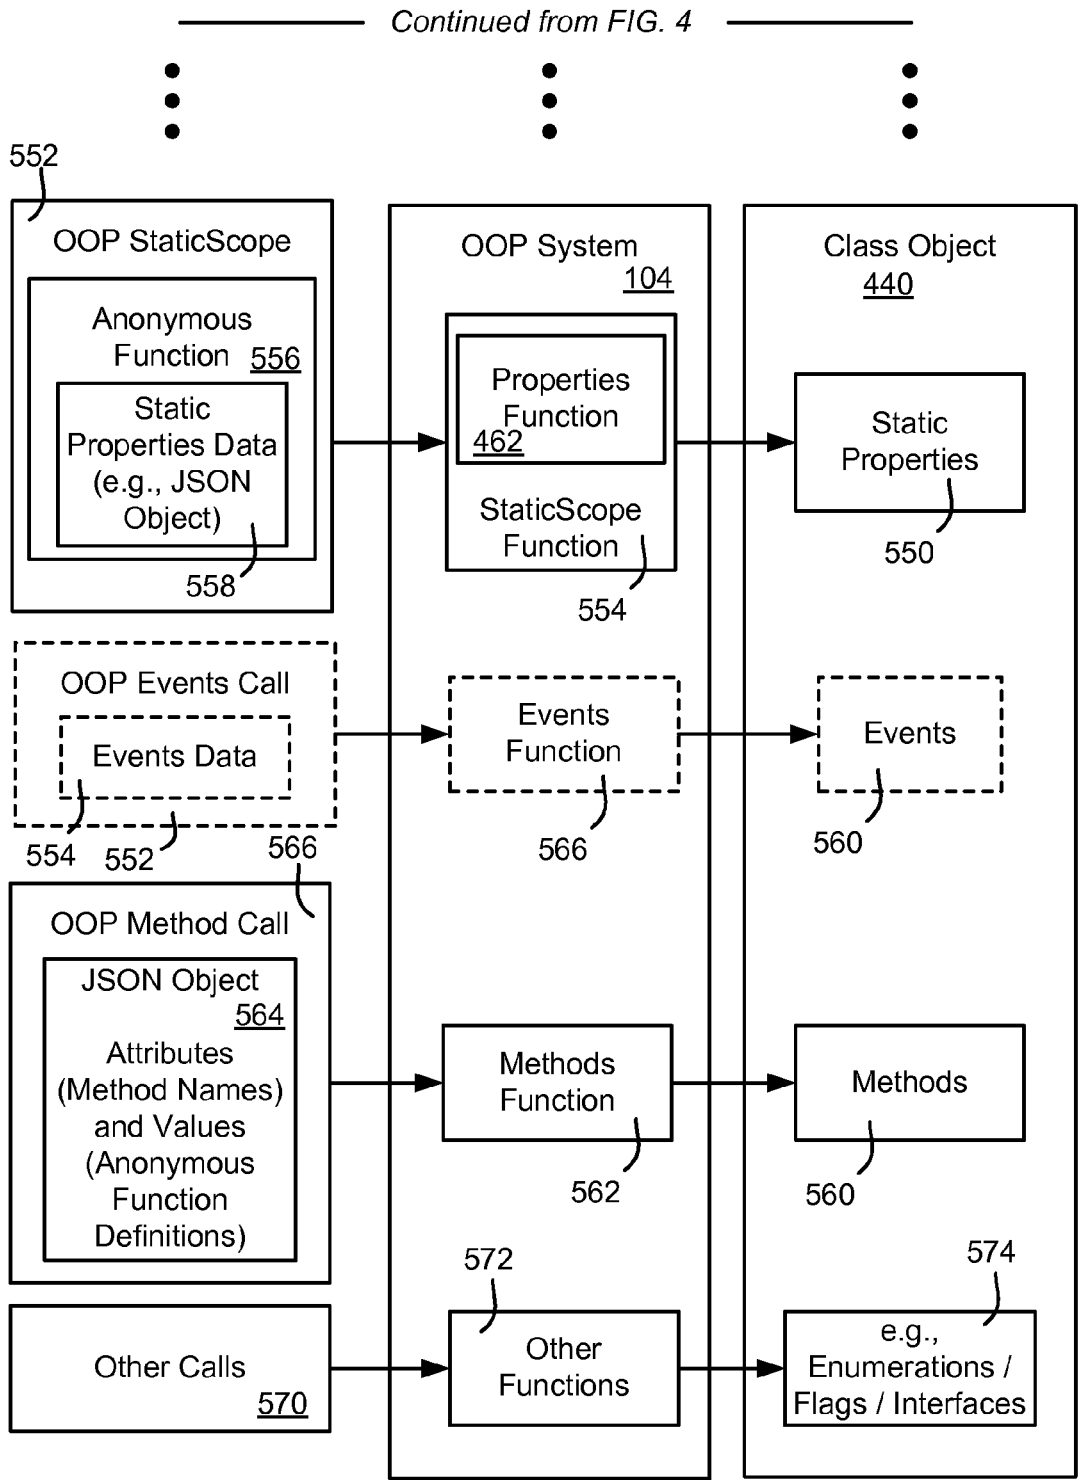 Continued from FIG. 4
552
OOP StaticScope
Anonymous
Function
556
Static
Properties Data
(e.g., JSON
Object)
558
OOP System
104
Properties
Function
462
StaticScope
Function
554
Class Object
440
Static
Properties
550
OOP Events Call
Events Data
554
552
Events
Function
566
Events
560
566
OOP Method Call
JSON Object
564
Attributes
(Method Names)
and Values
(Anonymous
Function
Definitions)
Methods
Function
562
Methods
560
Other Calls
570
572
Other
Functions
574
e.g.,
Enumerations /
Flags / Interfaces